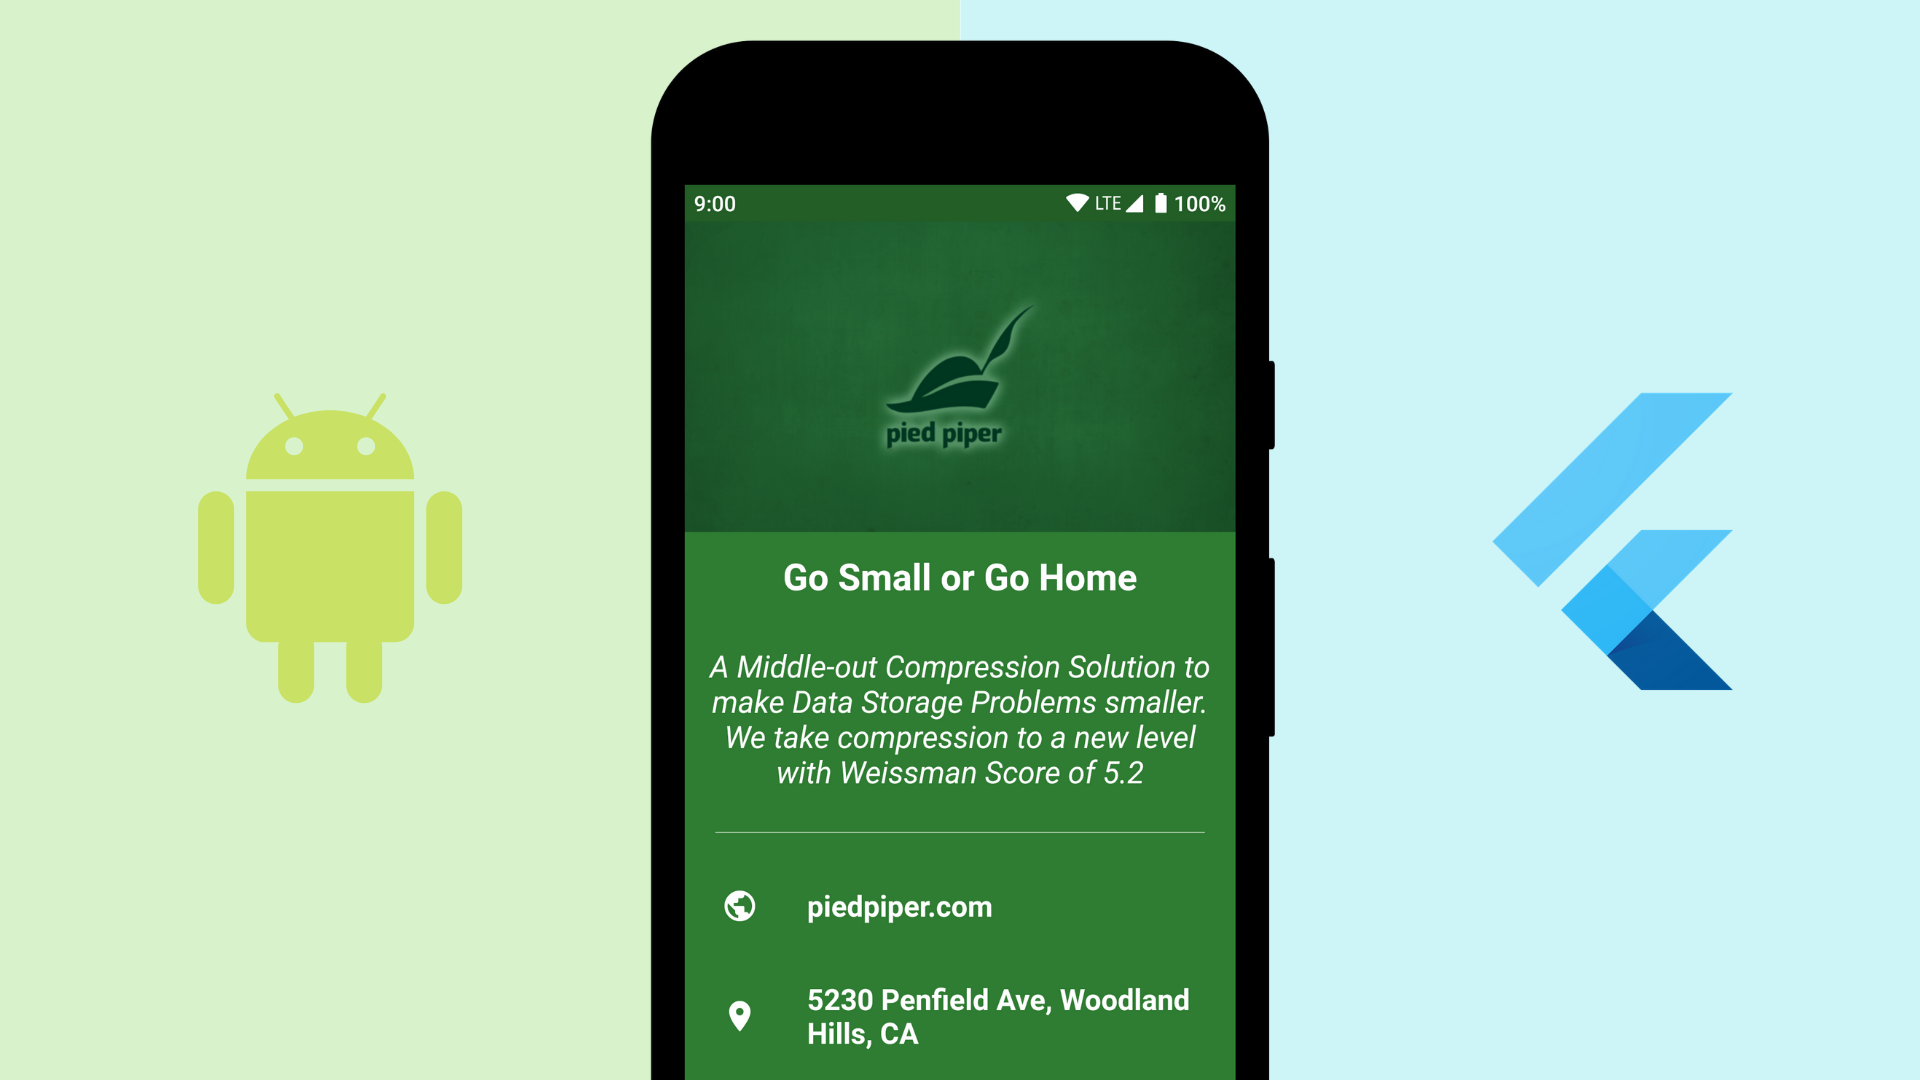 9:00 LTE 100%
pied piper
Go Small or Go Home
A Middle-out Compression Solution to
make Data Storage Problems smaller.
We take compression to a new level
with Weissman Score of 5.2
piedpiper.com
5230 Penfield Ave, Woodland
Hills, CA